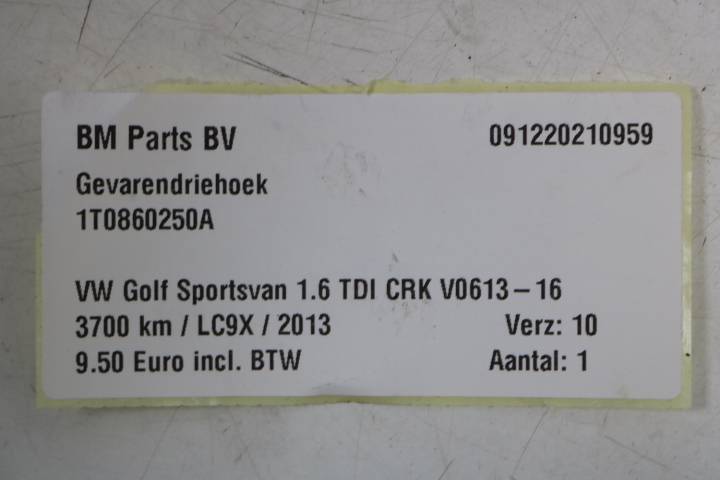 BM Parts BV 091220210959
Gevarendriehoek
1T0860250A
VW Golf Sportsvan 1.6 TDI CRK V0613-16
3700 km / LC9X / 2013 Verz: 10
9.50 Euro incl. BTW Aantal: 1